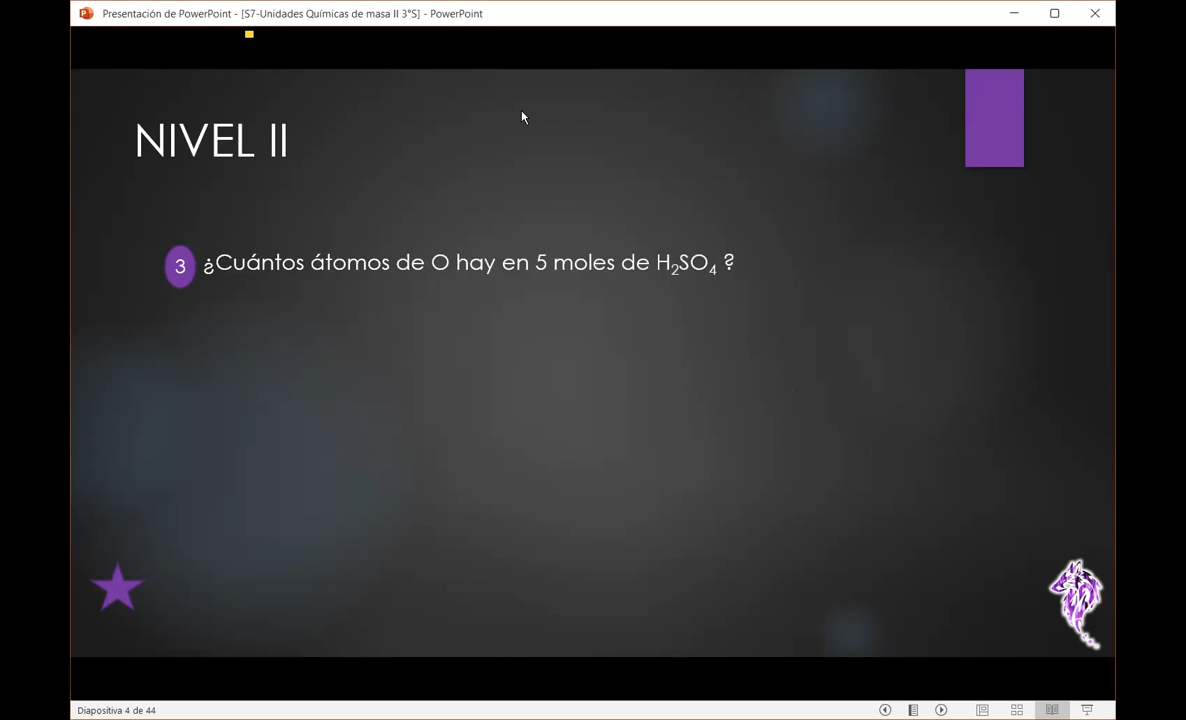 Presentación de PowerPoint - [S7-Unidades Químicas de masa II 3°S] - PowerPoint
NIVEL II
3 ¿Cuántos átomos de O hay en 5 moles de H₂SO₄ ?
Diapositiva 4 de 44